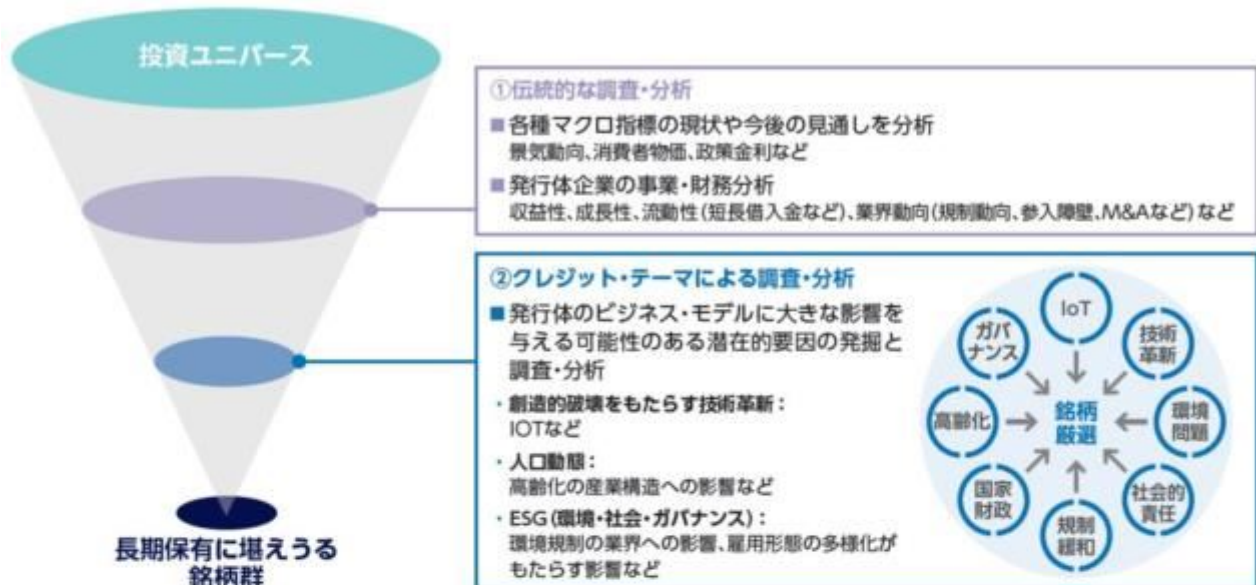 投資ユニバース
①伝統的な調査・分析
■各種マクロ指標の現状や今後の見通しを分析
景気動向、消費者物価、政策金利など
■発行体企業の事業・財務分析
収益性、成長性、流動性(短長借入金など)、業界動向(規制動向、参入障壁、M&Aなど)など
②クレジット・テーマによる調査・分析
■発行体のビジネス・モデルに大きな影響を
与える可能性のある潜在的要因の発掘と
調査・分析
・創造的破壊をもたらす技術革新：
IOTなど
・人口動態：
高齢化の産業構造への影響など
・ESG(環境・社会・ガバナンス)：
環境規制の業界への影響、雇用形態の多様化が
もたらす影響など
IoT
技術
革新
環境
問題
社会的
責任
規制
緩和
国家
財政
高齢化
ガバ
ナンス
銘柄
厳選
長期保有に堪えうる
銘柄群